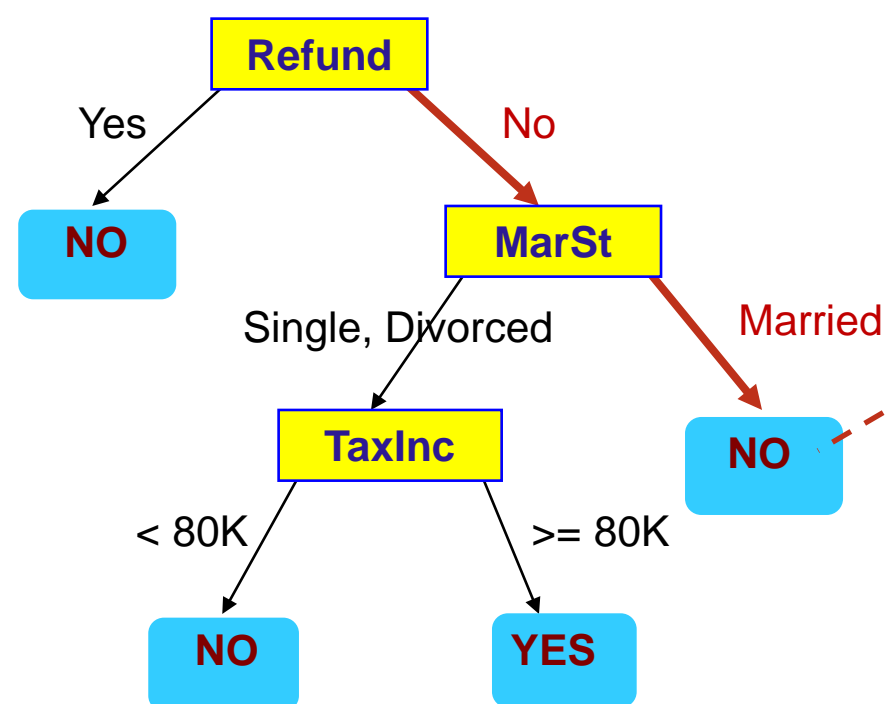 Refund
Yes
No
NO
MarSt
Single, Divorced
Married
TaxInc
NO
< 80K
>= 80K
NO
YES